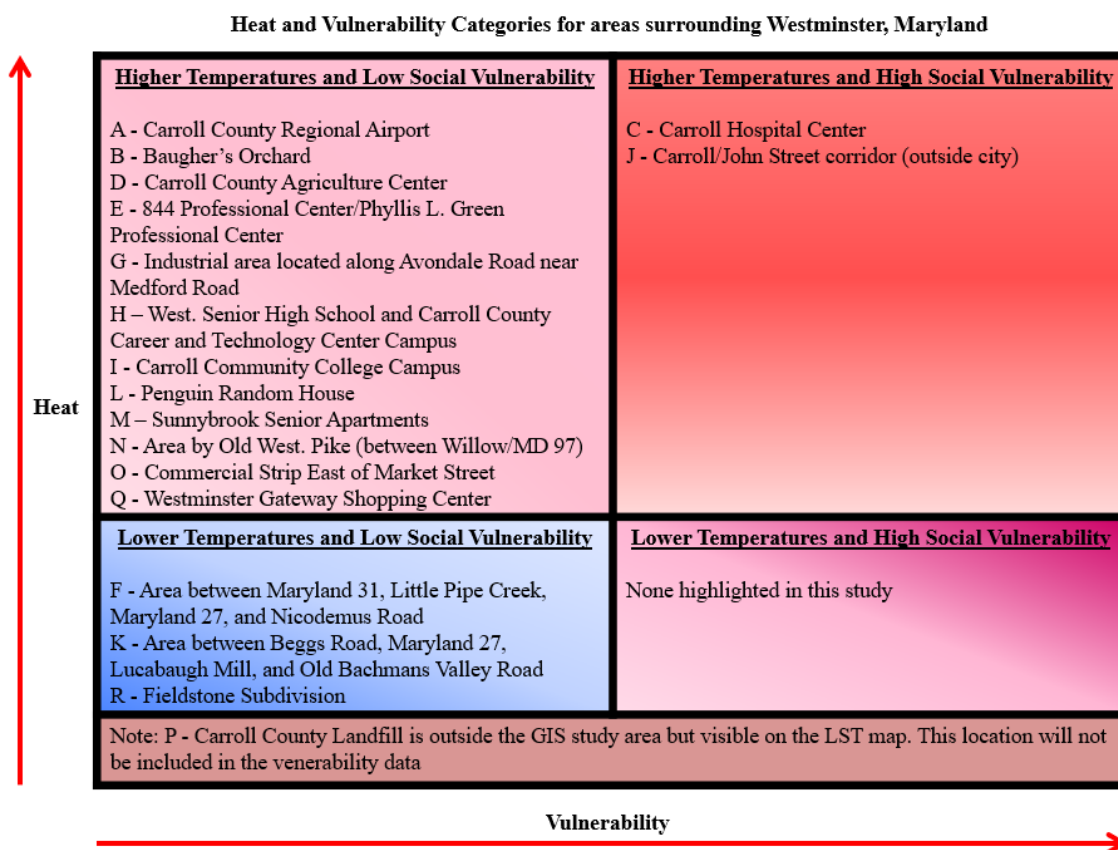 Heat and Vulnerability Categories for areas surrounding Westminster, Maryland
Higher Temperatures and Low Social Vulnerability
A - Carroll County Regional Airport
B - Baugher's Orchard
D - Carroll County Agriculture Center
E - 844 Professional Center/Phyllis L. Green
Professional Center
G - Industrial area located along Avondale Road near
Medford Road
H – West. Senior High School and Carroll County
Career and Technology Center Campus
I - Carroll Community College Campus
L - Penguin Random House
M – Sunnybrook Senior Apartments
N - Area by Old West. Pike (between Willow/MD 97)
O - Commercial Strip East of Market Street
Q - Westminster Gateway Shopping Center
Higher Temperatures and High Social Vulnerability
C - Carroll Hospital Center
J - Carroll/John Street corridor (outside city)
Heat
Lower Temperatures and Low Social Vulnerability
F - Area between Maryland 31, Little Pipe Creek,
Maryland 27, and Nicodemus Road
K - Area between Beggs Road, Maryland 27,
Lucabaugh Mill, and Old Bachmans Valley Road
R - Fieldstone Subdivision
Lower Temperatures and High Social Vulnerability
None highlighted in this study
Note: P - Carroll County Landfill is outside the GIS study area but visible on the LST map. This location will not
be included in the venerability data
Vulnerability